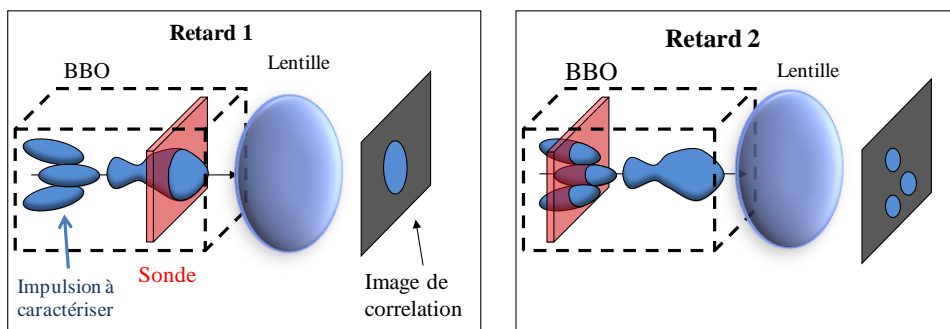 Retard 1
BBO
Lentille
Sonde
Impulsion à
caractériser
Image de
correlation
Retard 2
BBO
Lentille